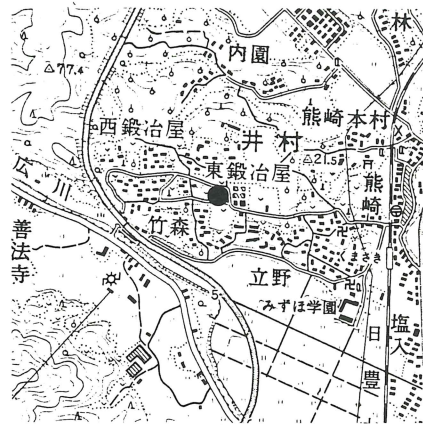 林
内園
△77.4
熊崎本村
西鍛冶屋
井村
△21.5
東鍛冶屋
熊崎
広川
竹森
善法寺
くまさき
立野
5
みずほ学園
塩入
日豊